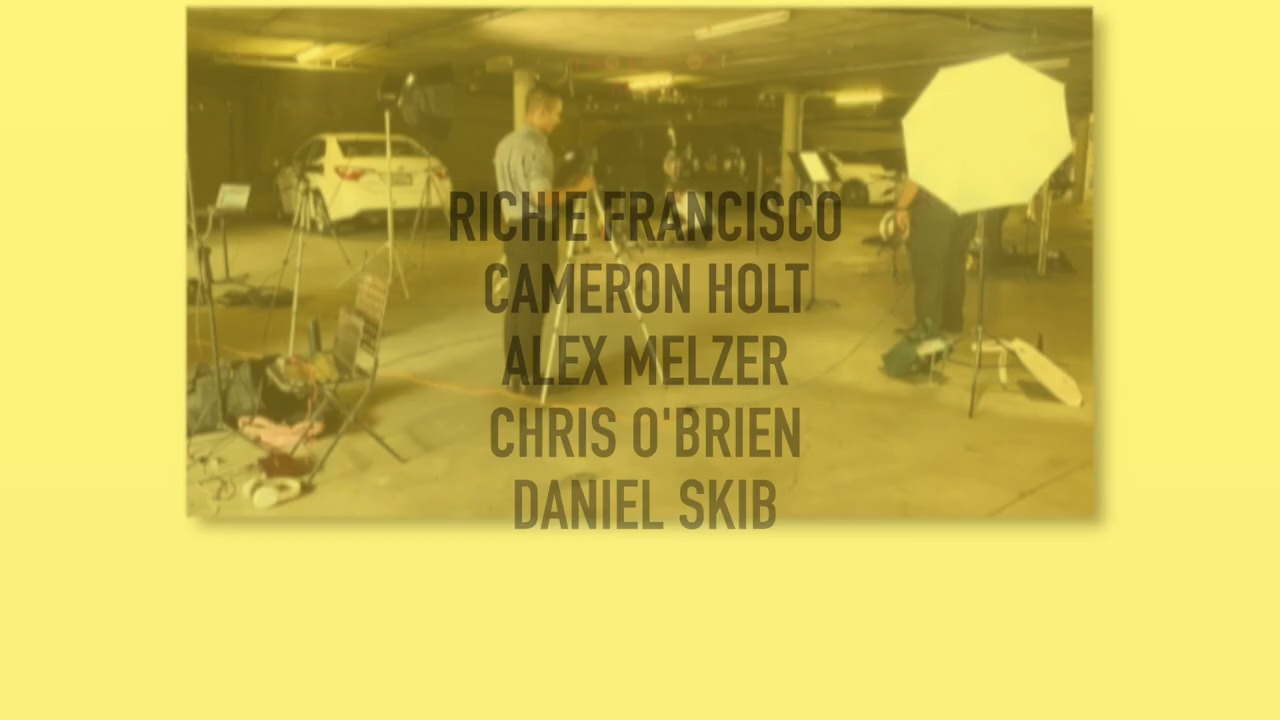 RICHIE FRANCISCO
CAMERON HOLT
ALEX MELZER
CHRIS O'BRIEN
DANIEL SKIB